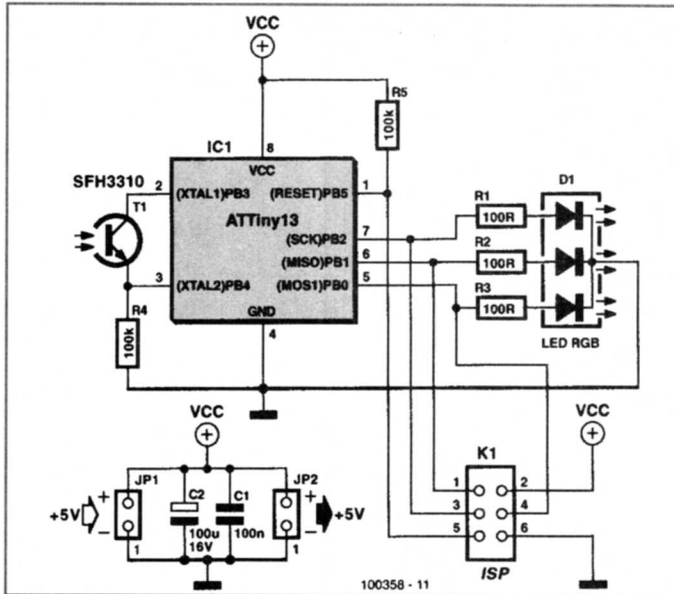 VCC
R5
100k
IC1
8
VCC
SFH3310
T1
2
(XTAL1)PB3
(RESET)PB5
1
ATTiny13
(SCK)PB2
7
(MISO)PB1
6
3
(XTAL2)PB4
(MOS1)PB0
5
GND
4
R4
100k
R1
100R
R2
100R
R3
100R
D1
LED RGB
VCC
JP1
+
+5V
–
1
C2
100u
16V
C1
100n
JP2
+
+5V
–
1
VCC
K1
1
2
3
4
5
6
ISP
100358 - 11